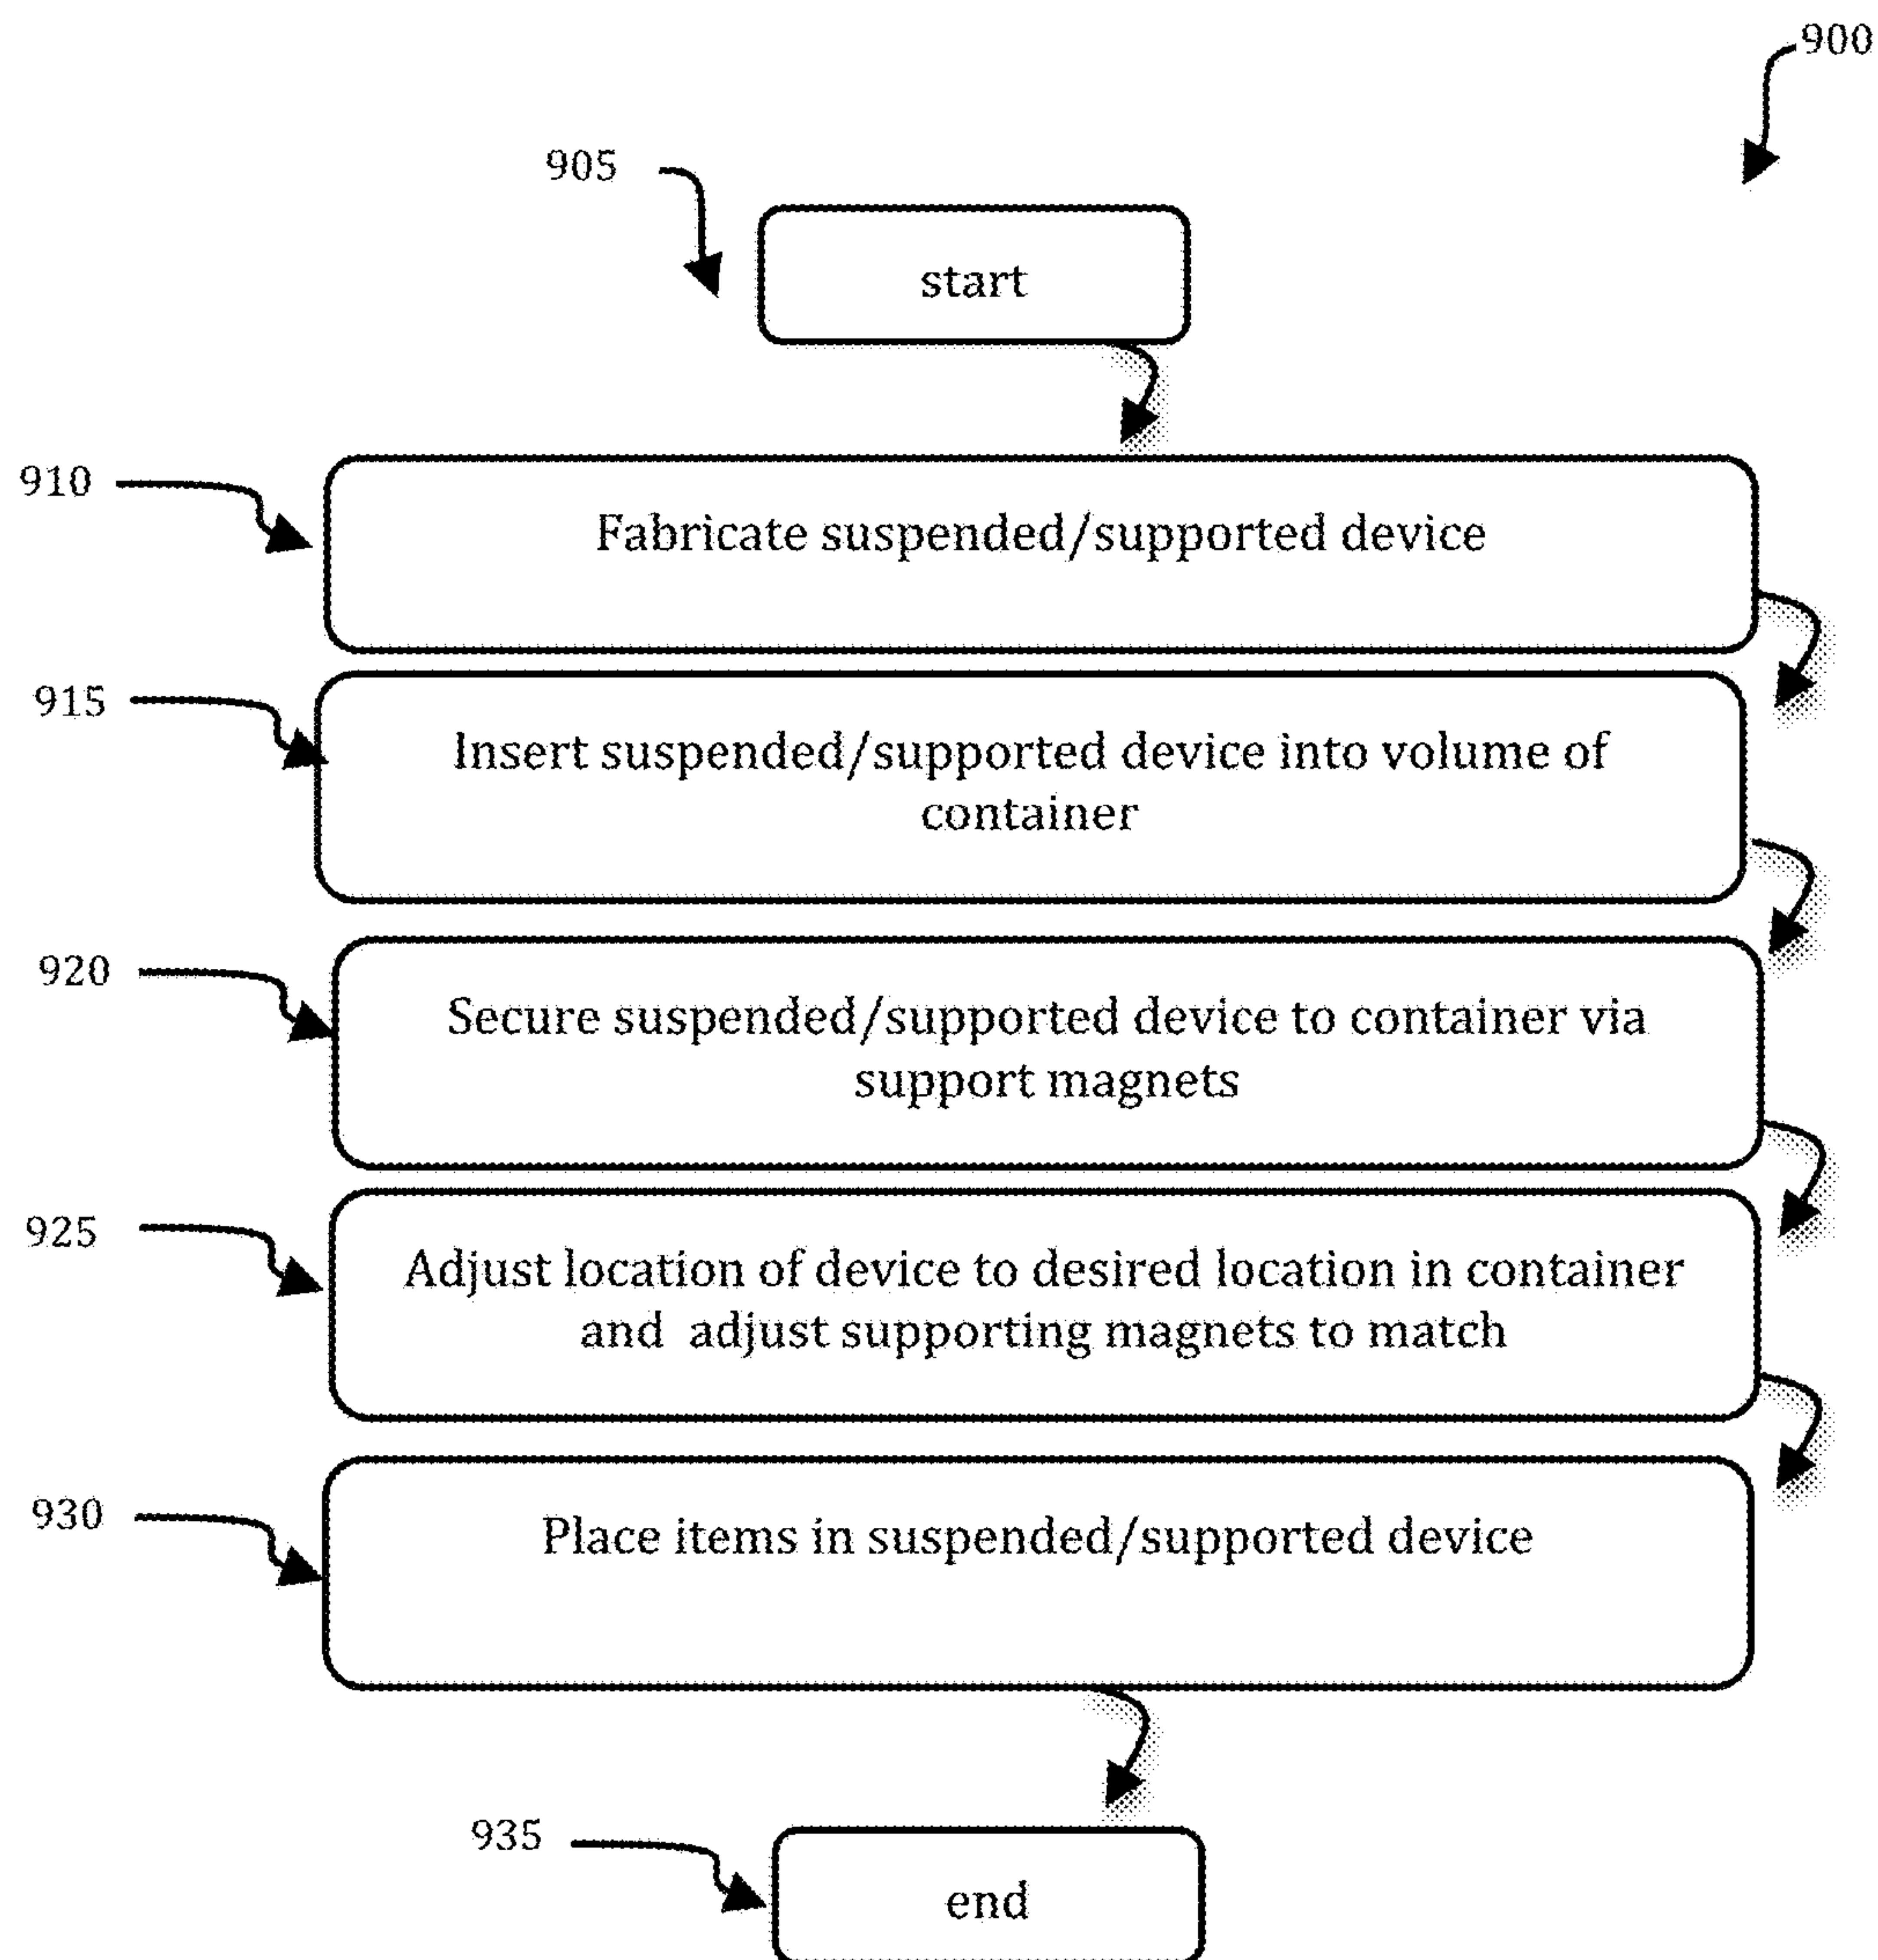 900
905
start
910
Fabricate suspended/supported device
915
Insert suspended/supported device into volume of
container
920
Secure suspended/supported device to container via
support magnets
925
Adjust location of device to desired location in container
and adjust supporting magnets to match
930
Place items in suspended/supported device
935
end